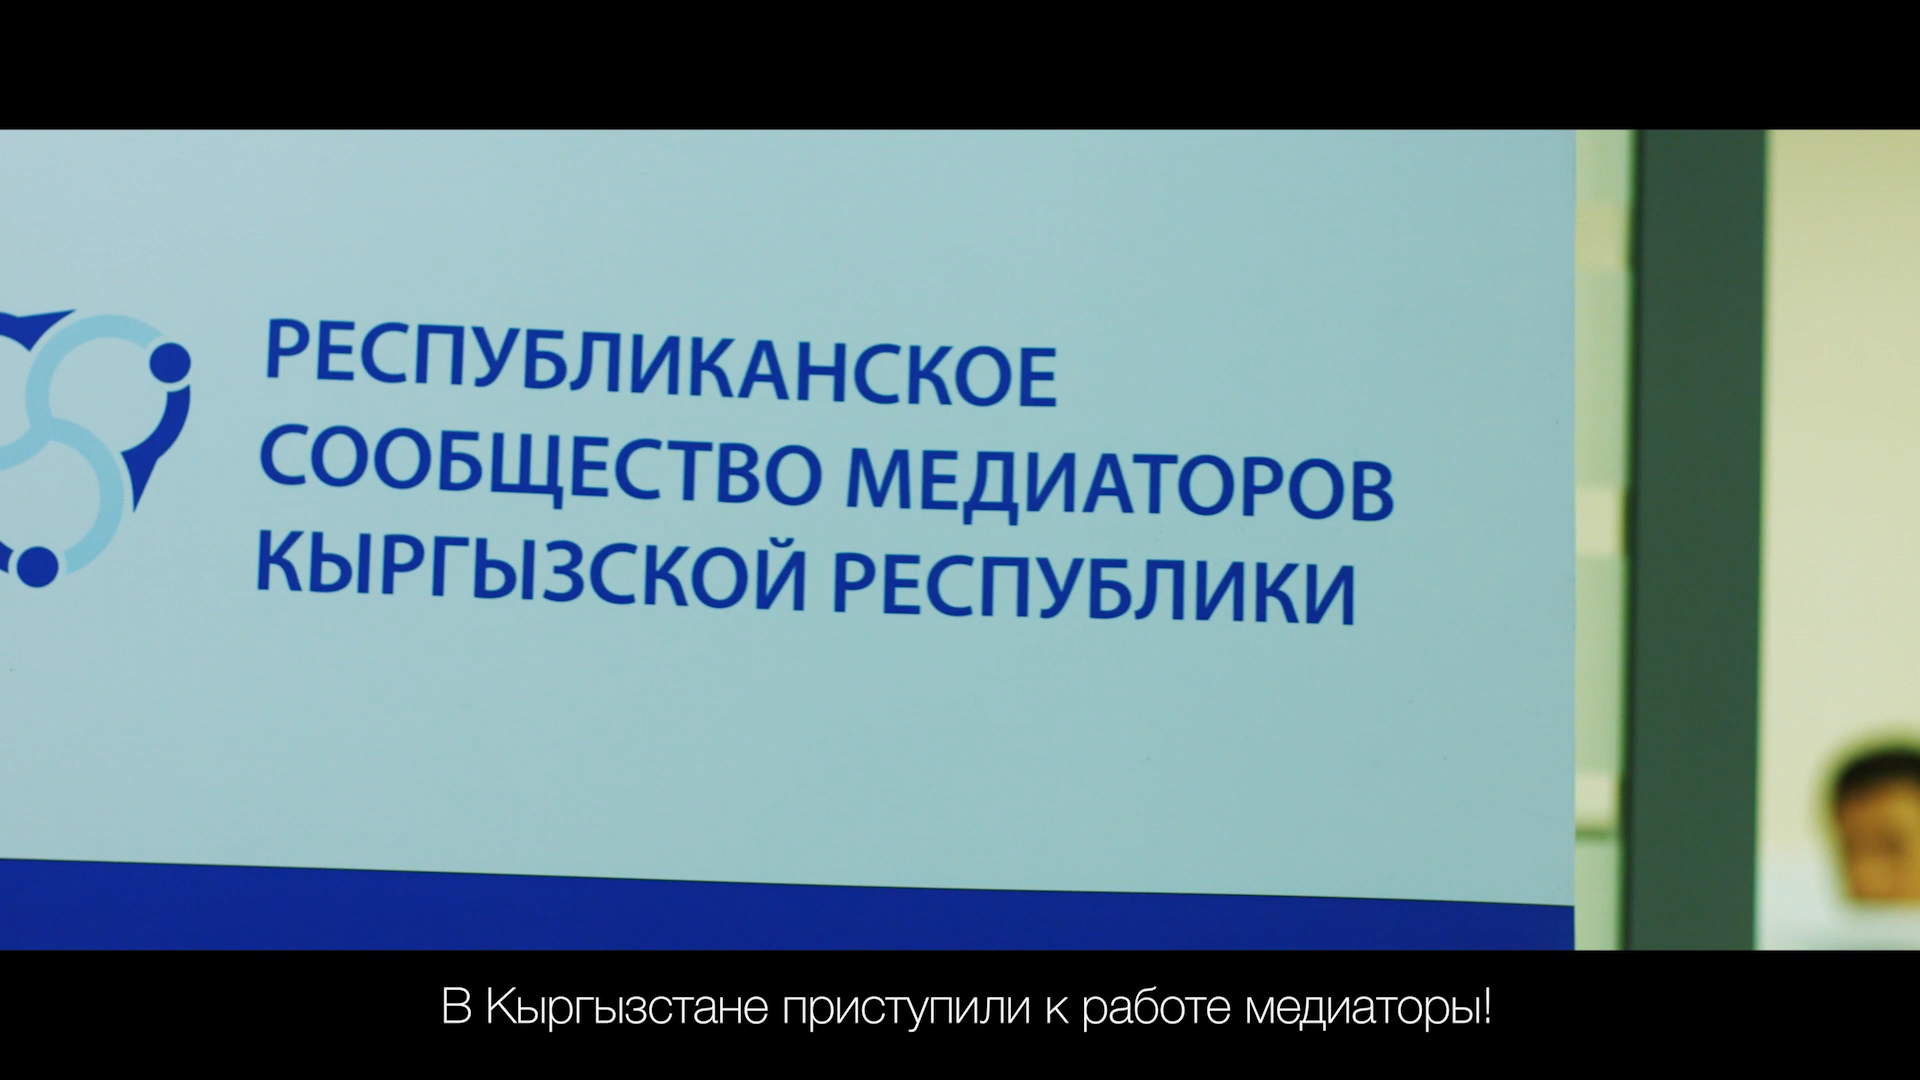 РЕСПУБЛИКАНСКОЕ
СООБЩЕСТВО МЕДИАТОРОВ
КЫРГЫЗСКОЙ РЕСПУБЛИКИ
В Кыргызстане приступили к работе медиаторы!